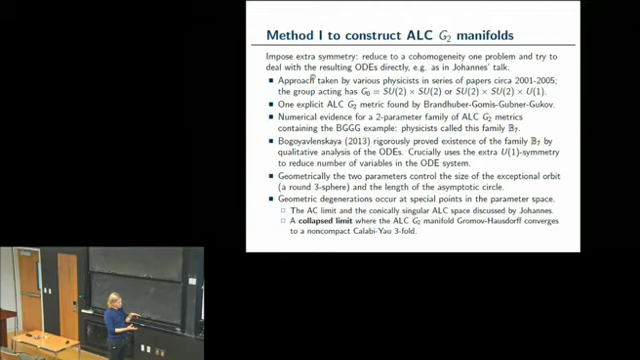 Method I to construct ALC G₂ manifolds
Impose extra symmetry: reduce to a cohomogeneity one problem and try to
deal with the resulting ODEs directly, e.g. as in Johannes' talk.
Approach taken by various physicists in series of papers circa 2001-2005;
the group acting has G₀ = SU(2) × SU(2) or SU(2) × SU(2) × U(1).
One explicit ALC G₂ metric found by Brandhuber-Gomis-Gubner-Gukov.
Numerical evidence for a 2-parameter family of ALC G₂ metrics
containing the BGGG example: physicists called this family 𝔹₇.
Bogoyavlenskaya (2013) rigorously proved existence of the family 𝔹₇ by
qualitative analysis of the ODEs. Crucially uses the extra U(1)-symmetry
to reduce number of variables in the ODE system.
Geometrically the two parameters control the size of the exceptional orbit
(a round 3-sphere) and the length of the asymptotic circle.
Geometric degenerations occur at special points in the parameter space.
The AC limit and the conically singular ALC space discussed by Johannes.
A collapsed limit where the ALC G₂ manifold Gromov-Hausdorff converges
to a noncompact Calabi-Yau 3-fold.